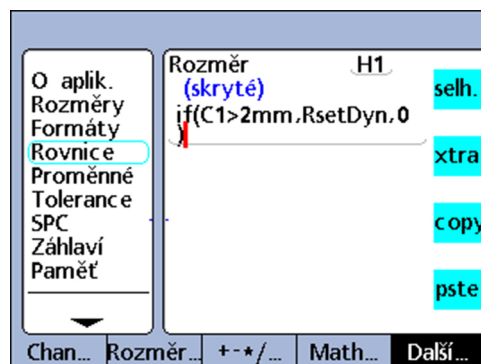 O aplik.
Rozměry
Formáty
Rovnice
Proměnné
Tolerance
SPC
Záhlaví
Paměť
Rozměr H1
(skryté)
if(C1>2mm,RsetDyn,0
)
selh.
xtra
copy
pste
Chan... Rozměr... +-*/... Math... Další...